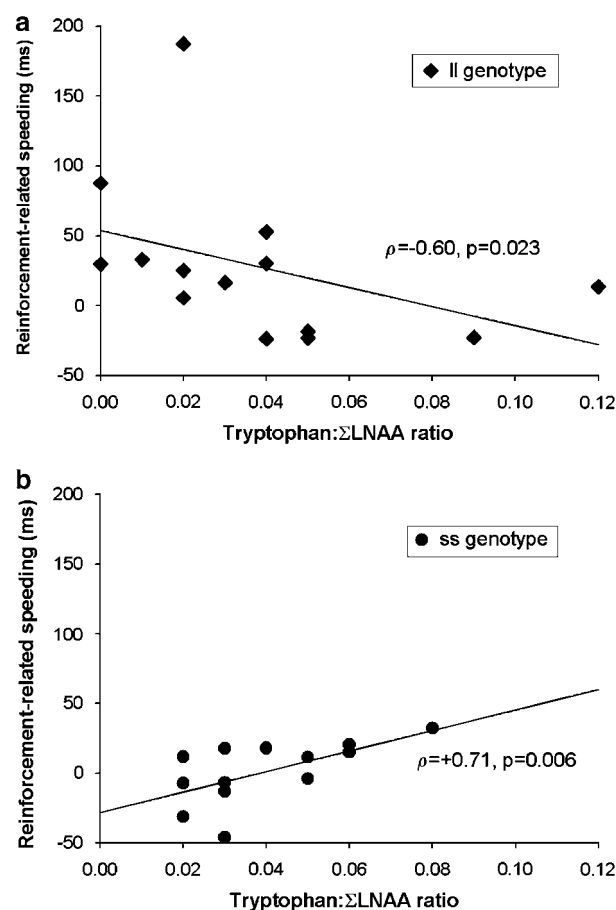 a
Reinforcement-related speeding (ms)
200
150
100
50
0
-50
ll genotype
ρ=-0.60, p=0.023
0.00 0.02 0.04 0.06 0.08 0.10 0.12
Tryptophan:ΣLNAA ratio
b
Reinforcement-related speeding (ms)
200
150
100
50
0
-50
ss genotype
ρ=+0.71, p=0.006
0.00 0.02 0.04 0.06 0.08 0.10 0.12
Tryptophan:ΣLNAA ratio